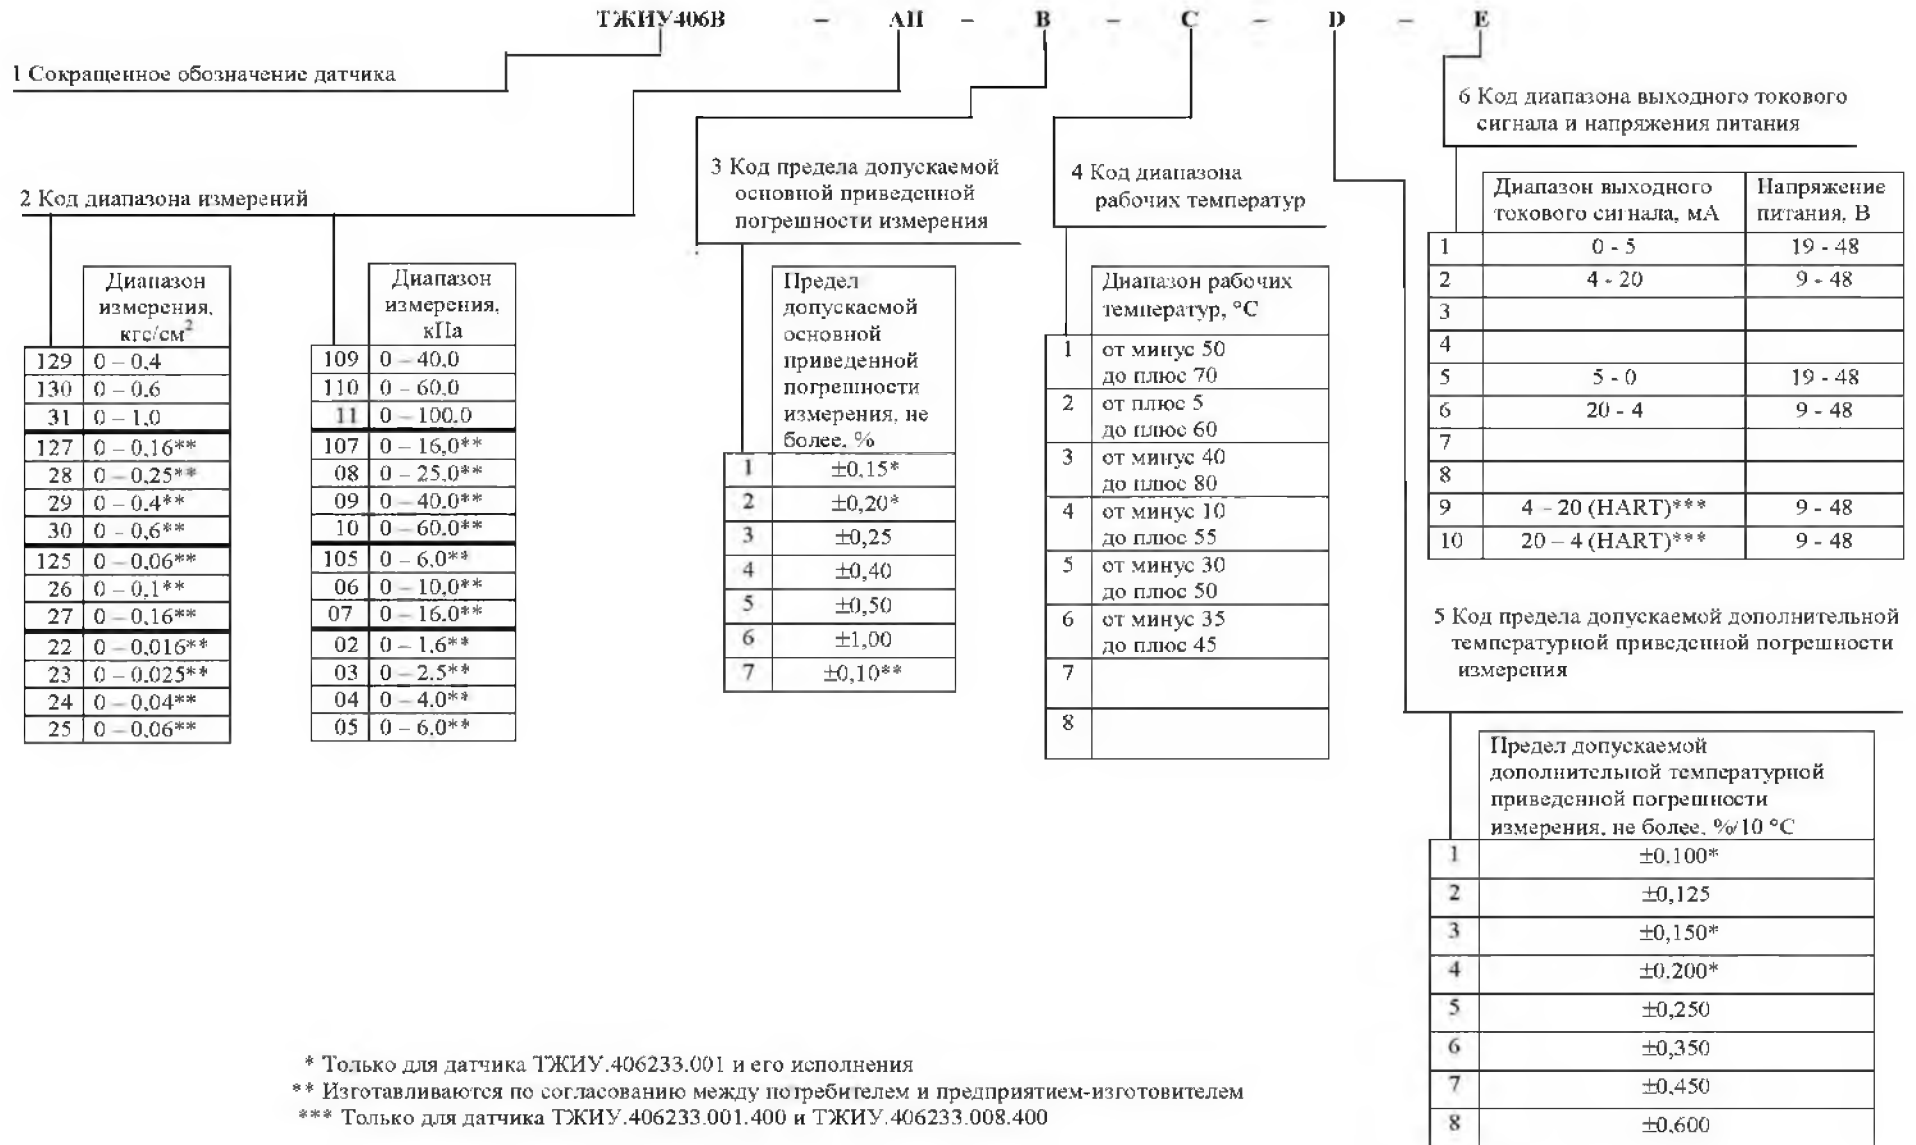 ТЖИУ406В – АП – В – С – D – Е
1 Сокращенное обозначение датчика
2 Код диапазона измерений
Диапазон
измерения,
кгс/см2
129 0 – 0,4
130 0 – 0,6
31 0 – 1,0
127 0 – 0,16**
28 0 – 0,25**
29 0 – 0,4**
30 0 – 0,6**
125 0 – 0,06**
26 0 – 0,1**
27 0 – 0,16**
22 0 – 0,016**
23 0 – 0,025**
24 0 – 0,04**
25 0 – 0,06**
Диапазон
измерения,
кПа
109 0 – 40,0
110 0 – 60,0
11 0 – 100,0
107 0 – 16,0**
08 0 – 25,0**
09 0 – 40,0**
10 0 – 60,0**
105 0 – 6,0**
06 0 – 10,0**
07 0 – 16,0**
02 0 – 1,6**
03 0 – 2,5**
04 0 – 4,0**
05 0 – 6,0**
3 Код предела допускаемой
основной приведенной
погрешности измерения
Предел
допускаемой
основной
приведенной
погрешности
измерения, не
более, %
1 ±0,15*
2 ±0,20*
3 ±0,25
4 ±0,40
5 ±0,50
6 ±1,00
7 ±0,10**
4 Код диапазона
рабочих температур
Диапазон рабочих
температур, °С
1 от минус 50
до плюс 70
2 от плюс 5
до плюс 60
3 от минус 40
до плюс 80
4 от минус 10
до плюс 55
5 от минус 30
до плюс 50
6 от минус 35
до плюс 45
7
8
6 Код диапазона выходного токового
сигнала и напряжения питания
Диапазон выходного Напряжение
токового сигнала, мА питания, В
1 0 - 5 19 - 48
2 4 - 20 9 - 48
3
4
5 5 - 0 19 - 48
6 20 - 4 9 - 48
7
8
9 4 – 20 (HART)*** 9 - 48
10 20 – 4 (HART)*** 9 - 48
5 Код предела допускаемой дополнительной
температурной приведенной погрешности
измерения
Предел допускаемой
дополнительной температурной
приведенной погрешности
измерения, не более, %/10 °С
1 ±0,100*
2 ±0,125
3 ±0,150*
4 ±0,200*
5 ±0,250
6 ±0,350
7 ±0,450
8 ±0,600
* Только для датчика ТЖИУ.406233.001 и его исполнения
** Изготавливаются по согласованию между потребителем и предприятием-изготовителем
*** Только для датчика ТЖИУ.406233.001.400 и ТЖИУ.406233.008.400